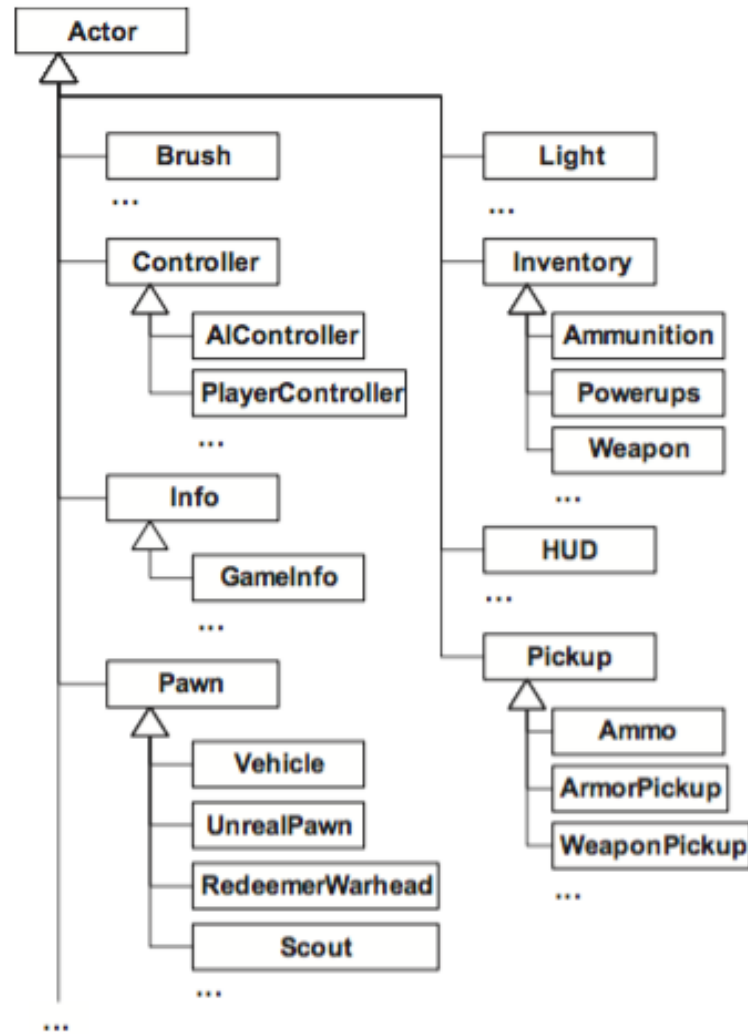 Actor
Brush
...
Controller
AIController
PlayerController
...
Info
GameInfo
...
Pawn
Vehicle
UnrealPawn
RedeemerWarhead
Scout
...
...
Light
...
Inventory
Ammunition
Powerups
Weapon
...
HUD
...
Pickup
Ammo
ArmorPickup
WeaponPickup
...